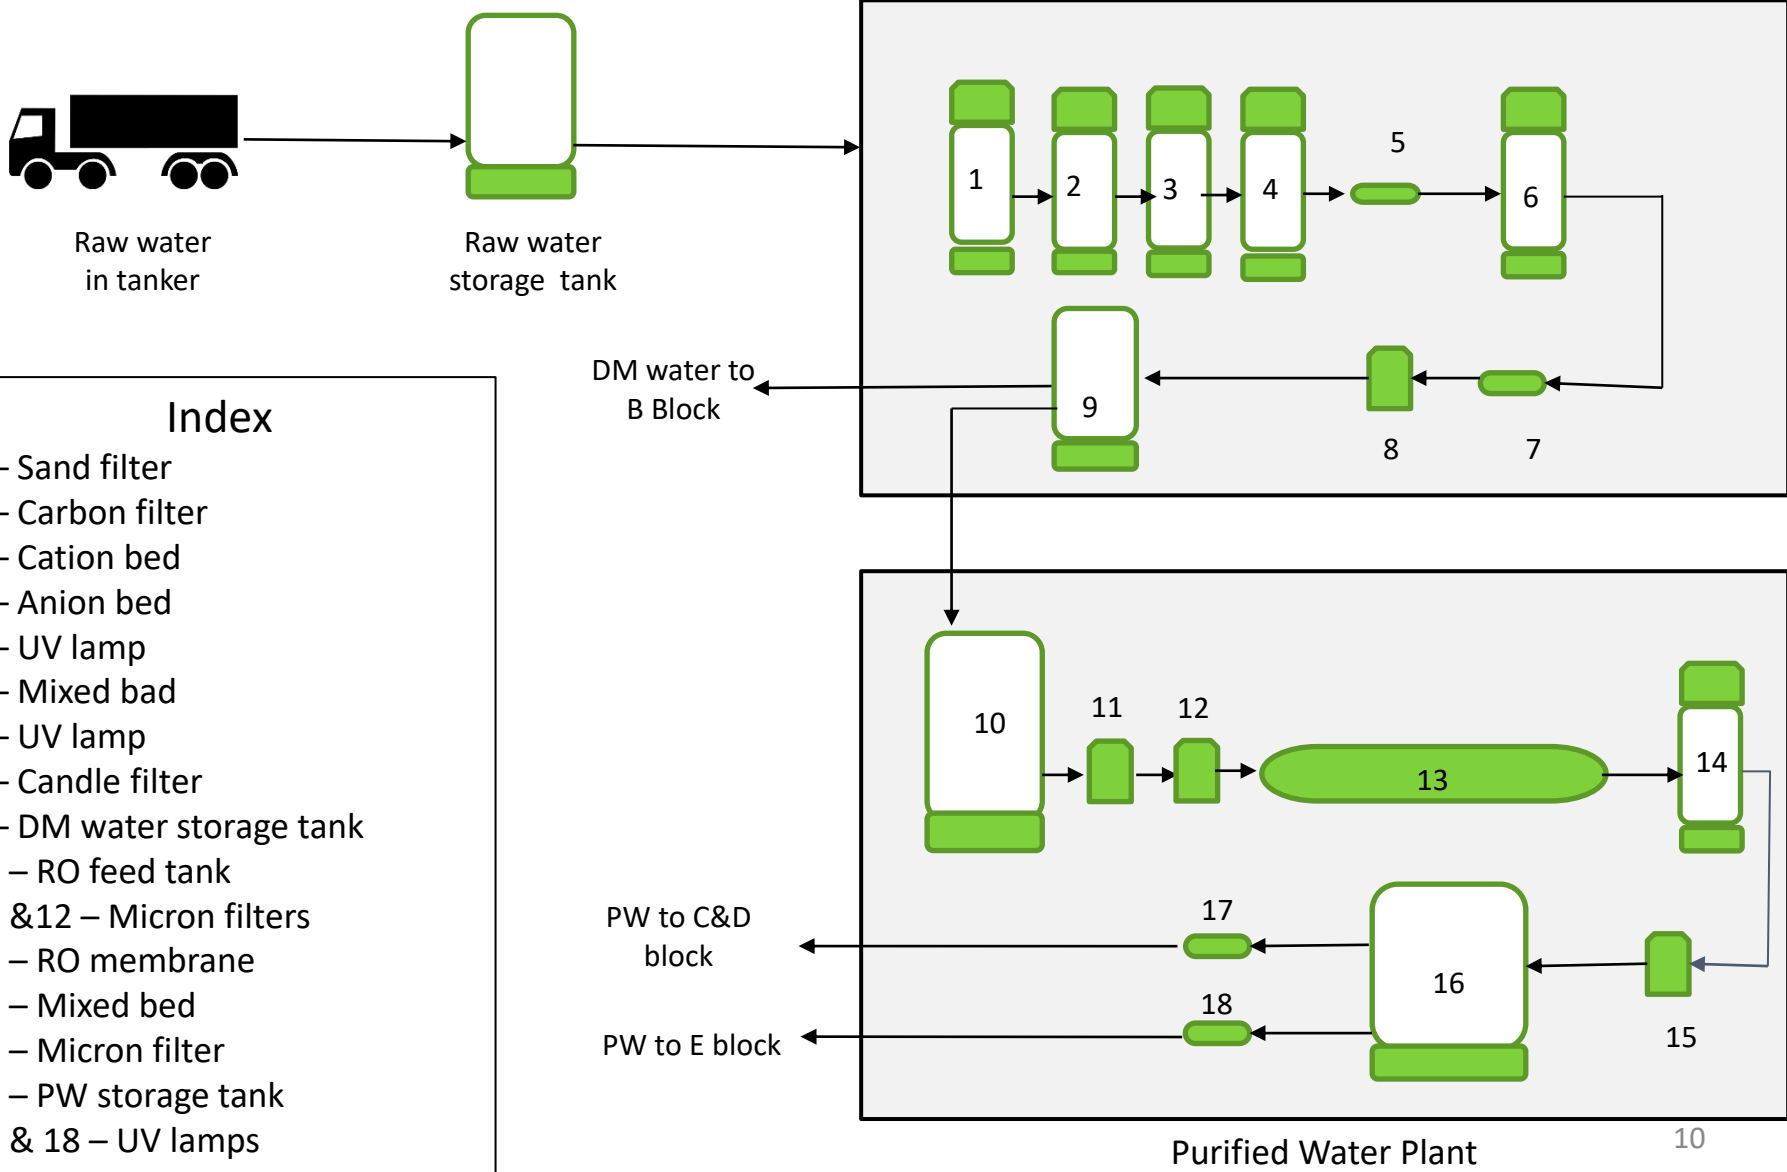 Raw water
in tanker
Raw water
storage tank
1
2
3
4
5
6
DM water to
B Block
9
8
7
Index
– Sand filter
– Carbon filter
– Cation bed
– Anion bed
– UV lamp
– Mixed bad
– UV lamp
– Candle filter
– DM water storage tank
– RO feed tank
&12 – Micron filters
– RO membrane
– Mixed bed
– Micron filter
– PW storage tank
& 18 – UV lamps
10
11
12
13
14
PW to C&D
block
17
16
15
PW to E block
18
Purified Water Plant
10